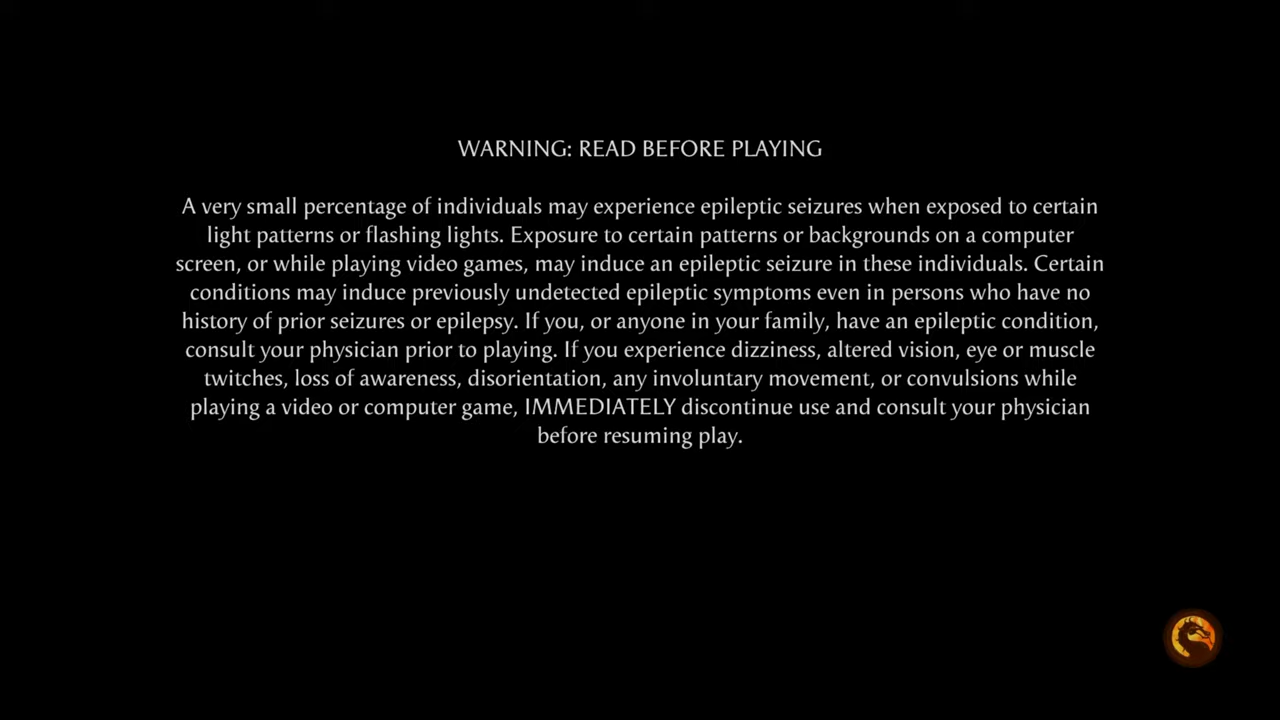 WARNING: READ BEFORE PLAYING
A very small percentage of individuals may experience epileptic seizures when exposed to certain
light patterns or flashing lights. Exposure to certain patterns or backgrounds on a computer
screen, or while playing video games, may induce an epileptic seizure in these individuals. Certain
conditions may induce previously undetected epileptic symptoms even in persons who have no
history of prior seizures or epilepsy. If you, or anyone in your family, have an epileptic condition,
consult your physician prior to playing. If you experience dizziness, altered vision, eye or muscle
twitches, loss of awareness, disorientation, any involuntary movement, or convulsions while
playing a video or computer game, IMMEDIATELY discontinue use and consult your physician
before resuming play.